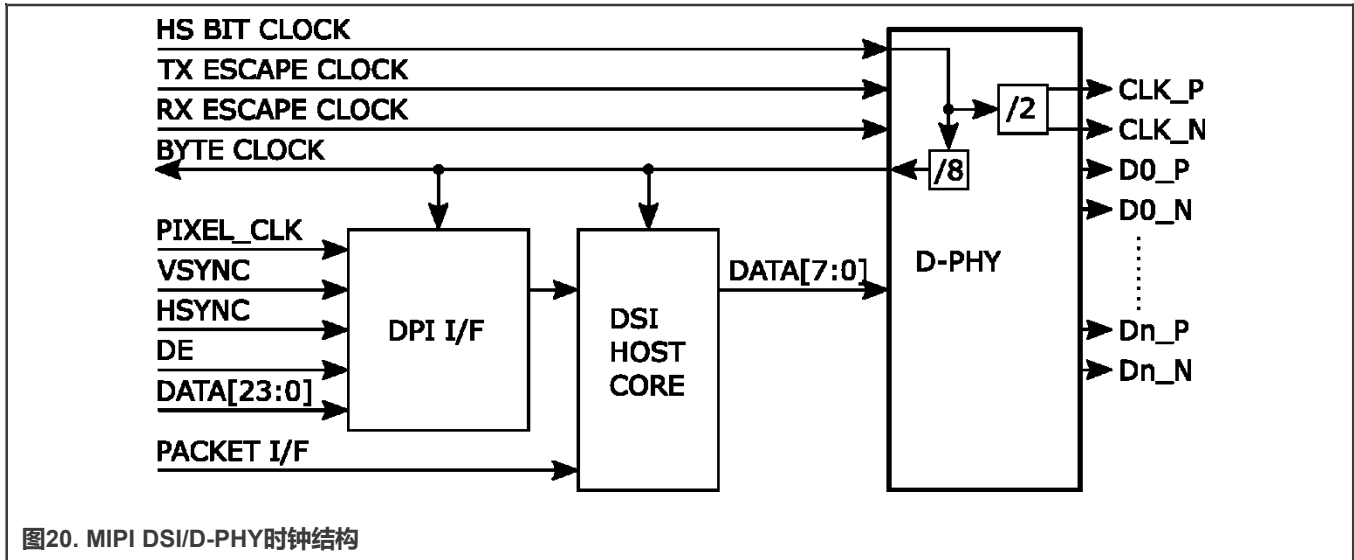 HS BIT CLOCK
TX ESCAPE CLOCK
RX ESCAPE CLOCK
BYTE CLOCK
PIXEL_CLK
VSYNC
HSYNC
DE
DATA[23:0]
PACKET I/F
DPI I/F
DSI
HOST
CORE
DATA[7:0]
D-PHY
/2
/8
CLK_P
CLK_N
D0_P
D0_N
Dn_P
Dn_N
图20. MIPI DSI/D-PHY时钟结构